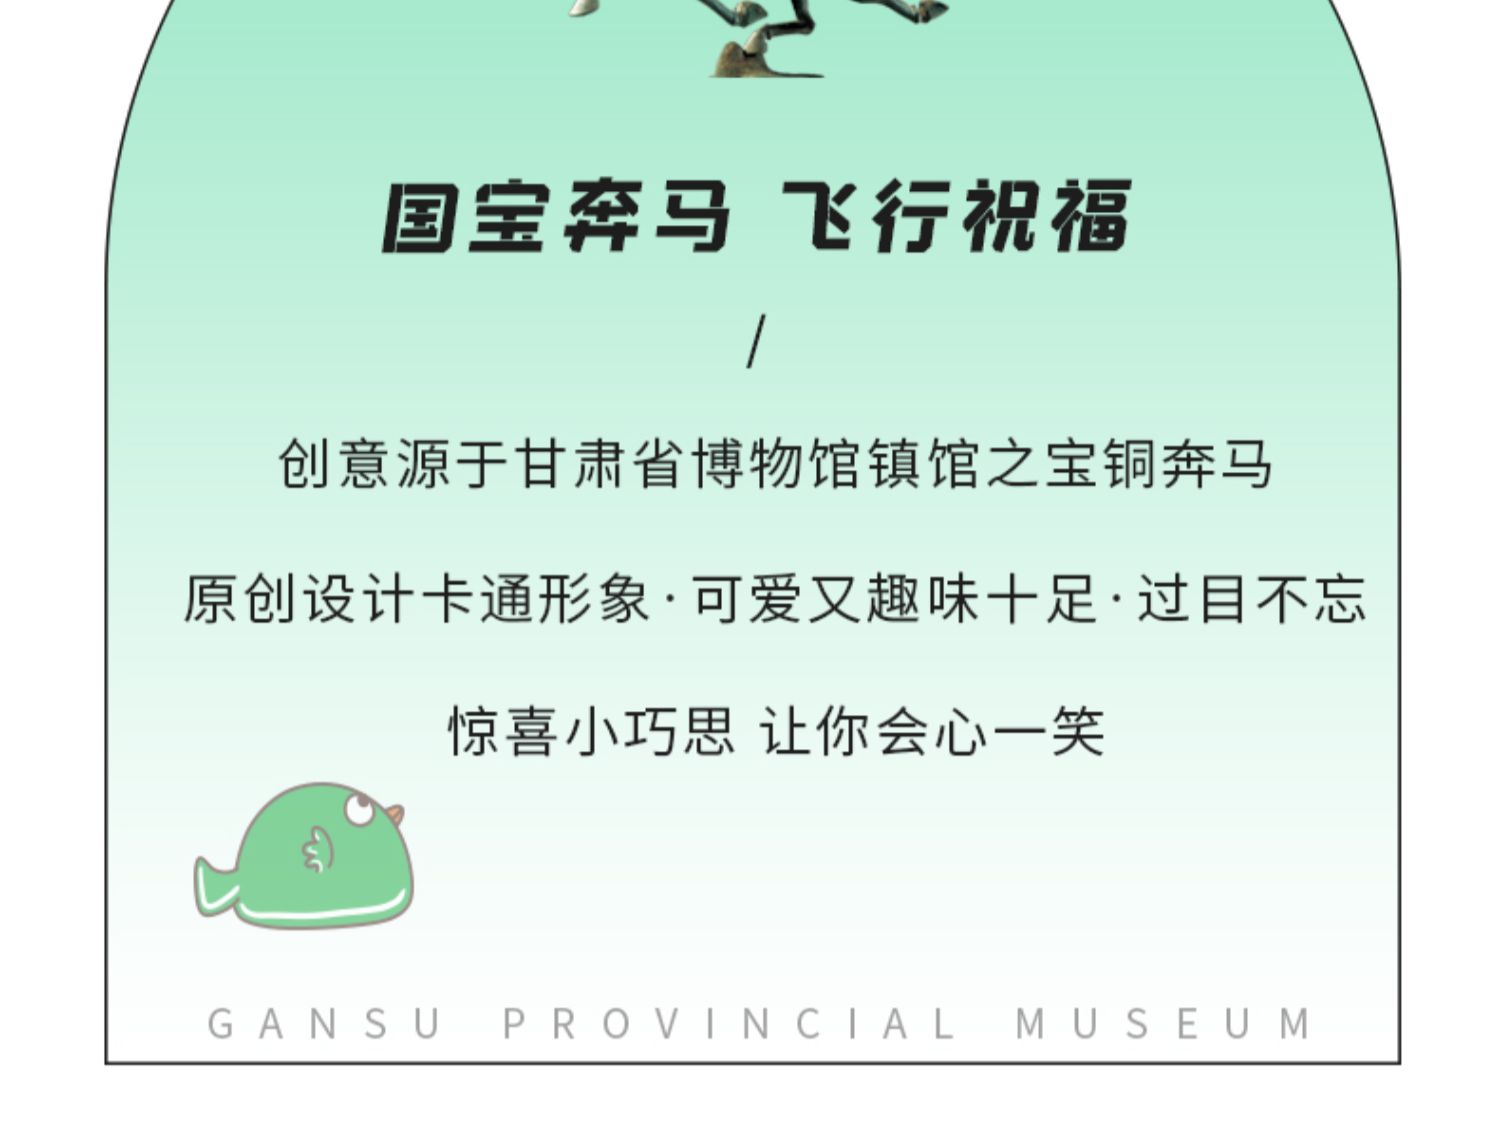 国宝奔马 飞行祝福
/
创意源于甘肃省博物馆镇馆之宝铜奔马
原创设计卡通形象·可爱又趣味十足·过目不忘
惊喜小巧思 让你会心一笑
GANSU PROVINCIAL MUSEUM